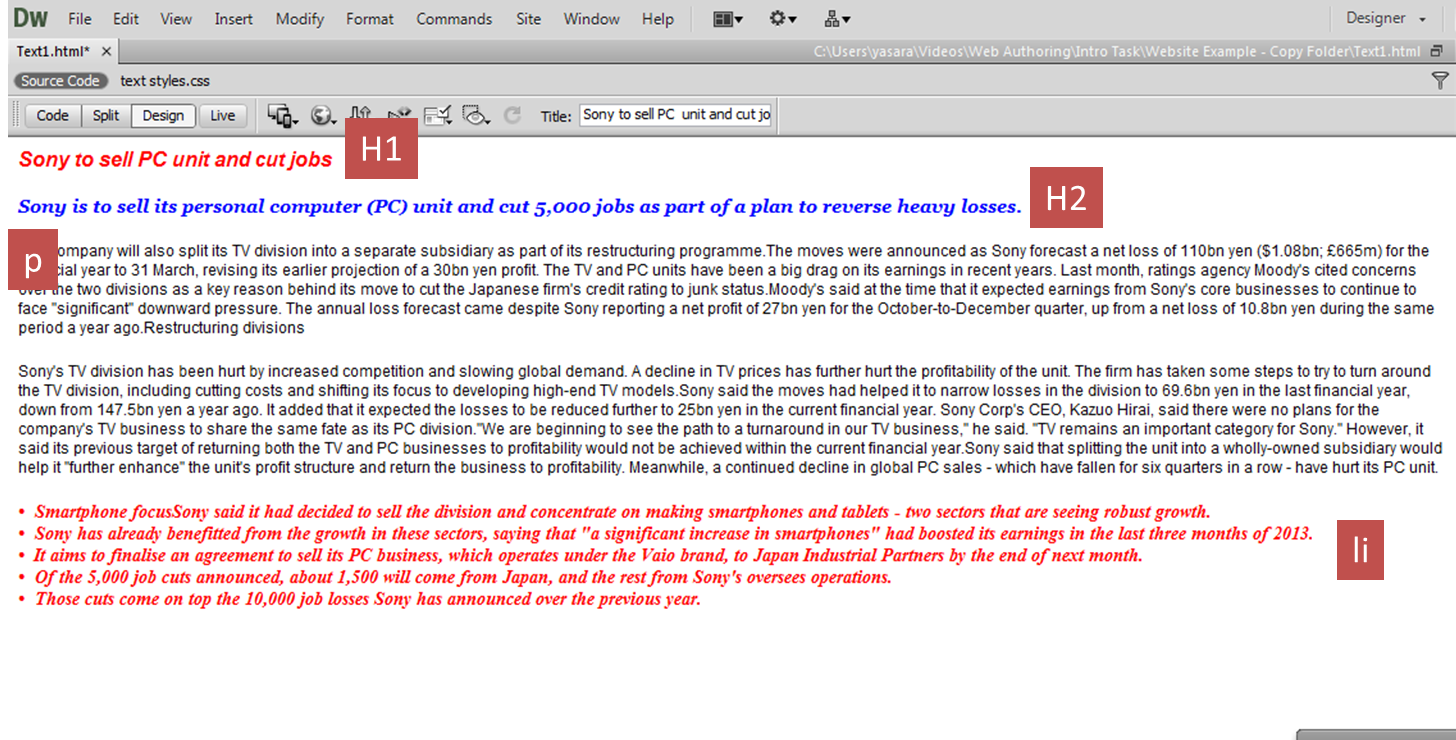 Dw File Edit View Insert Modify Format Commands Site Window Help Designer
Text1.html* × C:\Users\yasara\Videos\Web Authoring\Intro Task\Website Example - Copy Folder\Text1.html
Source Code text styles.css
Code Split Design Live Title: Sony to sell PC unit and cut jo
Sony to sell PC unit and cut jobs H1
Sony is to sell its personal computer (PC) unit and cut 5,000 jobs as part of a plan to reverse heavy losses. H2
p
ompany will also split its TV division into a separate subsidiary as part of its restructuring programme.The moves were announced as Sony forecast a net loss of 110bn yen ($1.08bn; £665m) for the
cial year to 31 March, revising its earlier projection of a 30bn yen profit. The TV and PC units have been a big drag on its earnings in recent years. Last month, ratings agency Moody's cited concerns
over the two divisions as a key reason behind its move to cut the Japanese firm's credit rating to junk status.Moody's said at the time that it expected earnings from Sony's core businesses to continue to
face "significant" downward pressure. The annual loss forecast came despite Sony reporting a net profit of 27bn yen for the October-to-December quarter, up from a net loss of 10.8bn yen during the same
period a year ago.Restructuring divisions
Sony's TV division has been hurt by increased competition and slowing global demand. A decline in TV prices has further hurt the profitability of the unit. The firm has taken some steps to try to turn around
the TV division, including cutting costs and shifting its focus to developing high-end TV models.Sony said the moves had helped it to narrow losses in the division to 69.6bn yen in the last financial year,
down from 147.5bn yen a year ago. It added that it expected the losses to be reduced further to 25bn yen in the current financial year. Sony Corp's CEO, Kazuo Hirai, said there were no plans for the
company's TV business to share the same fate as its PC division."We are beginning to see the path to a turnaround in our TV business," he said. "TV remains an important category for Sony." However, it
said its previous target of returning both the TV and PC businesses to profitability would not be achieved within the current financial year.Sony said that splitting the unit into a wholly-owned subsidiary would
help it "further enhance" the unit's profit structure and return the business to profitability. Meanwhile, a continued decline in global PC sales - which have fallen for six quarters in a row - have hurt its PC unit.
• Smartphone focusSony said it had decided to sell the division and concentrate on making smartphones and tablets - two sectors that are seeing robust growth.
• Sony has already benefitted from the growth in these sectors, saying that "a significant increase in smartphones" had boosted its earnings in the last three months of 2013.
• It aims to finalise an agreement to sell its PC business, which operates under the Vaio brand, to Japan Industrial Partners by the end of next month.
li
• Of the 5,000 job cuts announced, about 1,500 will come from Japan, and the rest from Sony's oversees operations.
• Those cuts come on top the 10,000 job losses Sony has announced over the previous year.